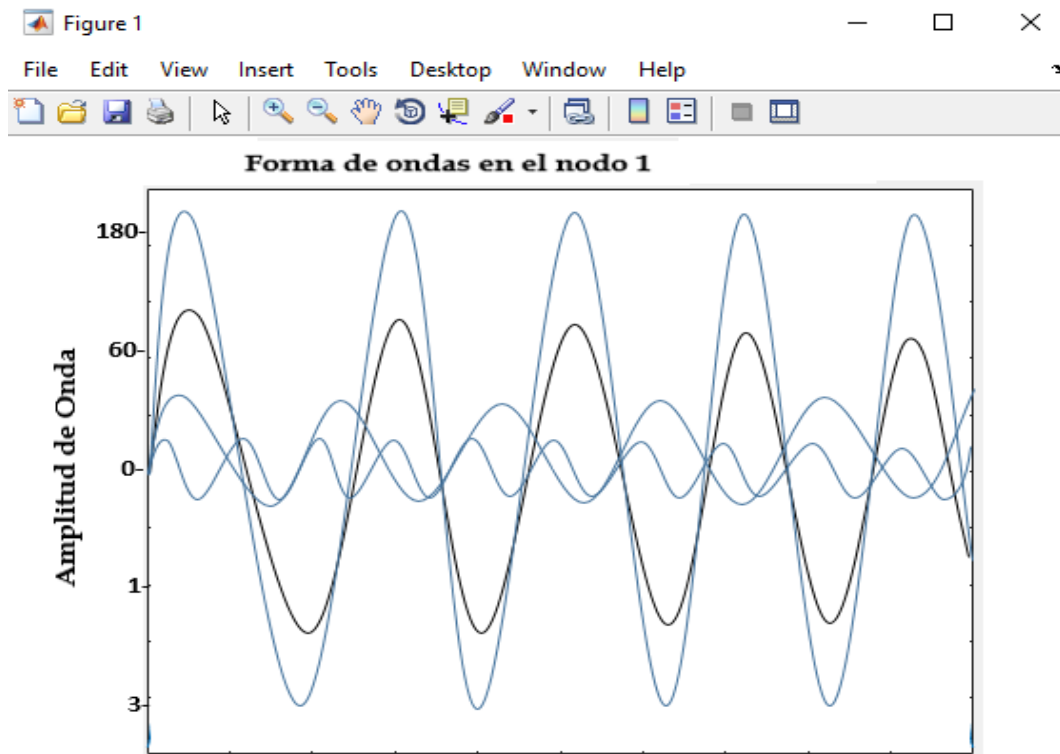 Figure 1
File Edit View Insert Tools Desktop Window Help
Forma de ondas en el nodo 1
180
60
0
1
3
Amplitud de Onda